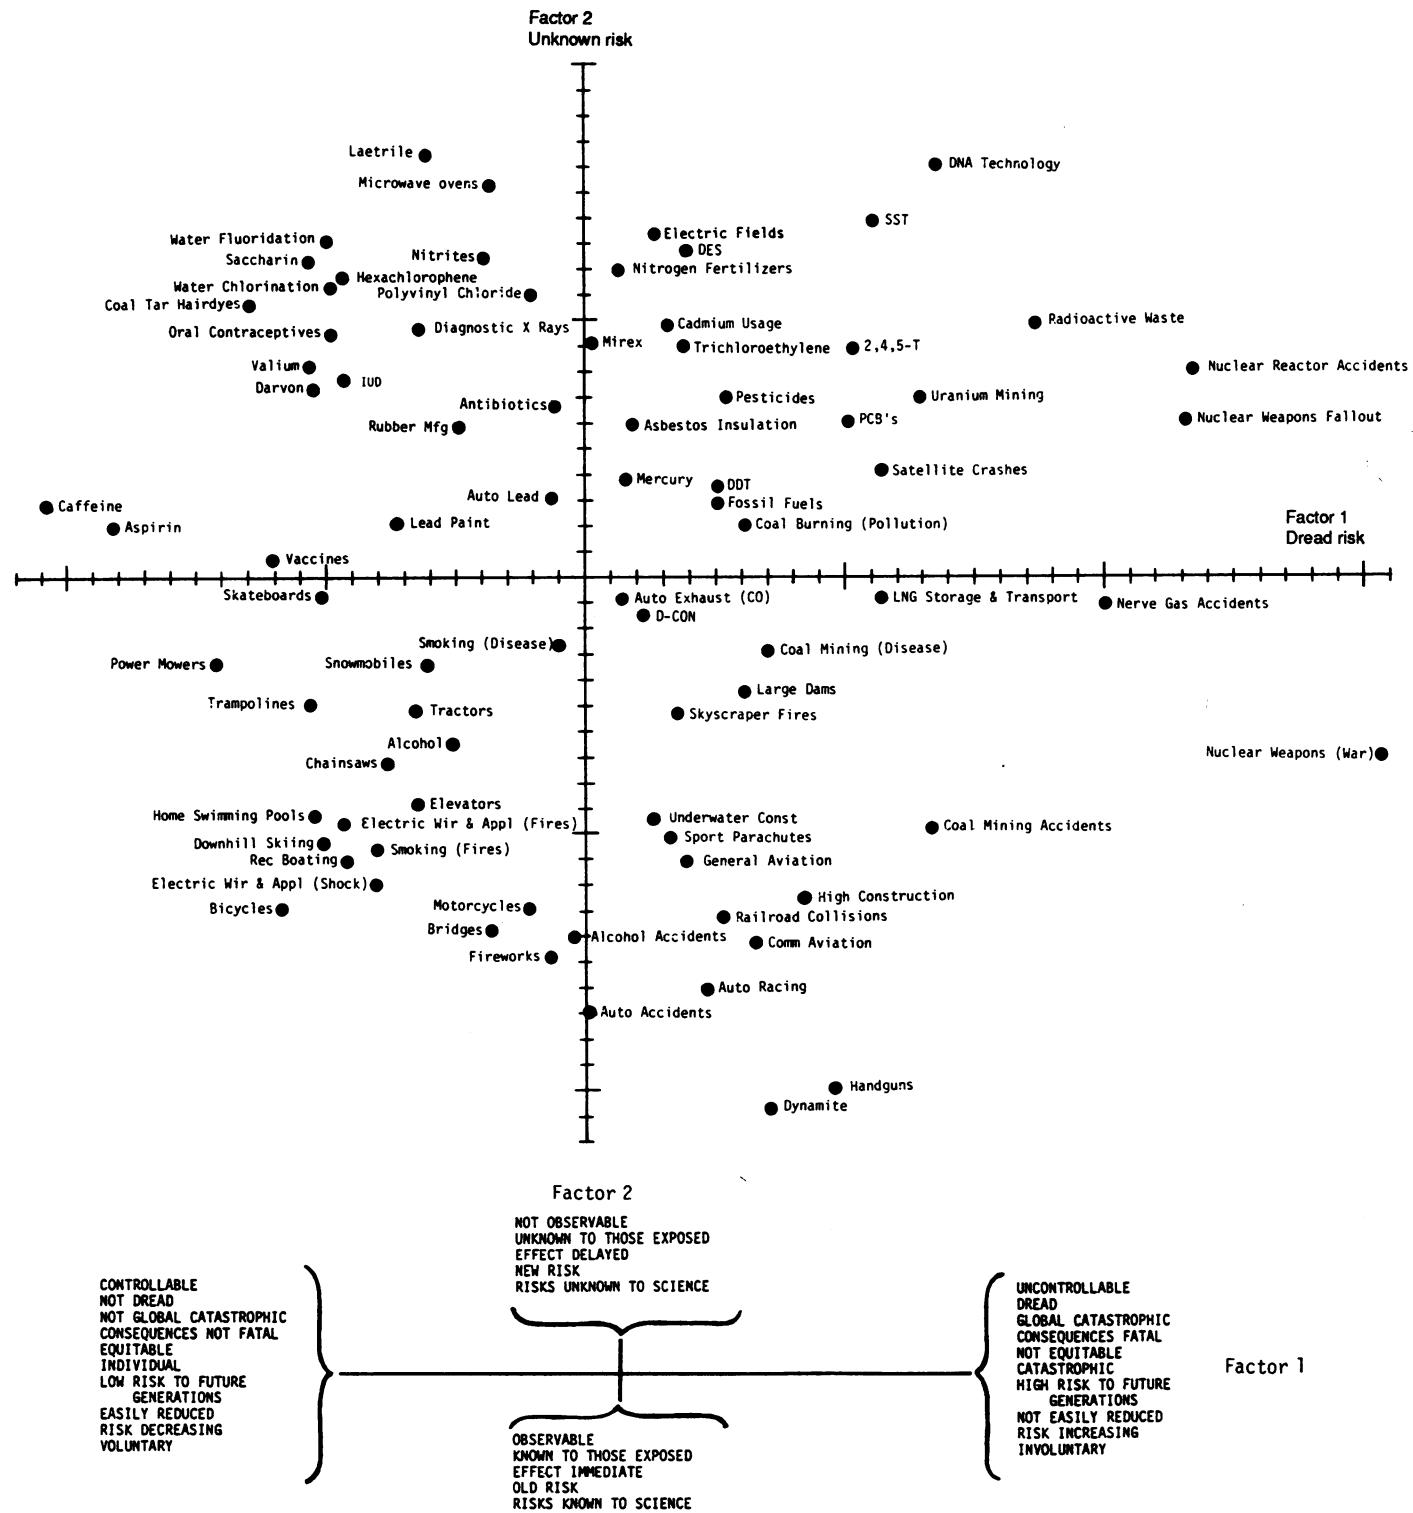 Factor 2
Unknown risk
Laetrile
DNA Technology
Microwave ovens
SST
Water Fluoridation
Electric Fields
Saccharin
Nitrites
DES
Nitrogen Fertilizers
Hexachlorophene
Water Chlorination
Polyvinyl Chloride
Coal Tar Hairdyes
Oral Contraceptives
Diagnostic X Rays
Cadmium Usage
Radioactive Waste
Mirex
Trichloroethylene
2,4,5-T
Valium
IUD
Nuclear Reactor Accidents
Darvon
Antibiotics
Pesticides
Uranium Mining
Rubber Mfg
Asbestos Insulation
PCB's
Nuclear Weapons Fallout
Satellite Crashes
Mercury
DDT
Auto Lead
Fossil Fuels
Caffeine
Aspirin
Lead Paint
Coal Burning (Pollution)
Factor 1
Dread risk
Vaccines
Skateboards
Auto Exhaust (CO)
LNG Storage & Transport
Nerve Gas Accidents
D-CON
Smoking (Disease)
Coal Mining (Disease)
Power Mowers
Snowmobiles
Large Dams
Trampolines
Tractors
Skyscraper Fires
Alcohol
Nuclear Weapons (War)
Chainsaws
Elevators
Home Swimming Pools
Electric Wir & Appl (Fires)
Underwater Const
Coal Mining Accidents
Sport Parachutes
Downhill Skiing
Smoking (Fires)
Rec Boating
General Aviation
Electric Wir & Appl (Shock)
High Construction
Bicycles
Motorcycles
Railroad Collisions
Bridges
Alcohol Accidents
Comm Aviation
Fireworks
Auto Racing
Auto Accidents
Handguns
Dynamite
Factor 2
NOT OBSERVABLE
UNKNOWN TO THOSE EXPOSED
EFFECT DELAYED
NEW RISK
RISKS UNKNOWN TO SCIENCE
CONTROLLABLE
NOT DREAD
NOT GLOBAL CATASTROPHIC
CONSEQUENCES NOT FATAL
EQUITABLE
INDIVIDUAL
LOW RISK TO FUTURE
GENERATIONS
EASILY REDUCED
RISK DECREASING
VOLUNTARY
UNCONTROLLABLE
DREAD
GLOBAL CATASTROPHIC
CONSEQUENCES FATAL
NOT EQUITABLE
CATASTROPHIC
HIGH RISK TO FUTURE
GENERATIONS
NOT EASILY REDUCED
RISK INCREASING
INVOLUNTARY
Factor 1
OBSERVABLE
KNOWN TO THOSE EXPOSED
EFFECT IMMEDIATE
OLD RISK
RISKS KNOWN TO SCIENCE